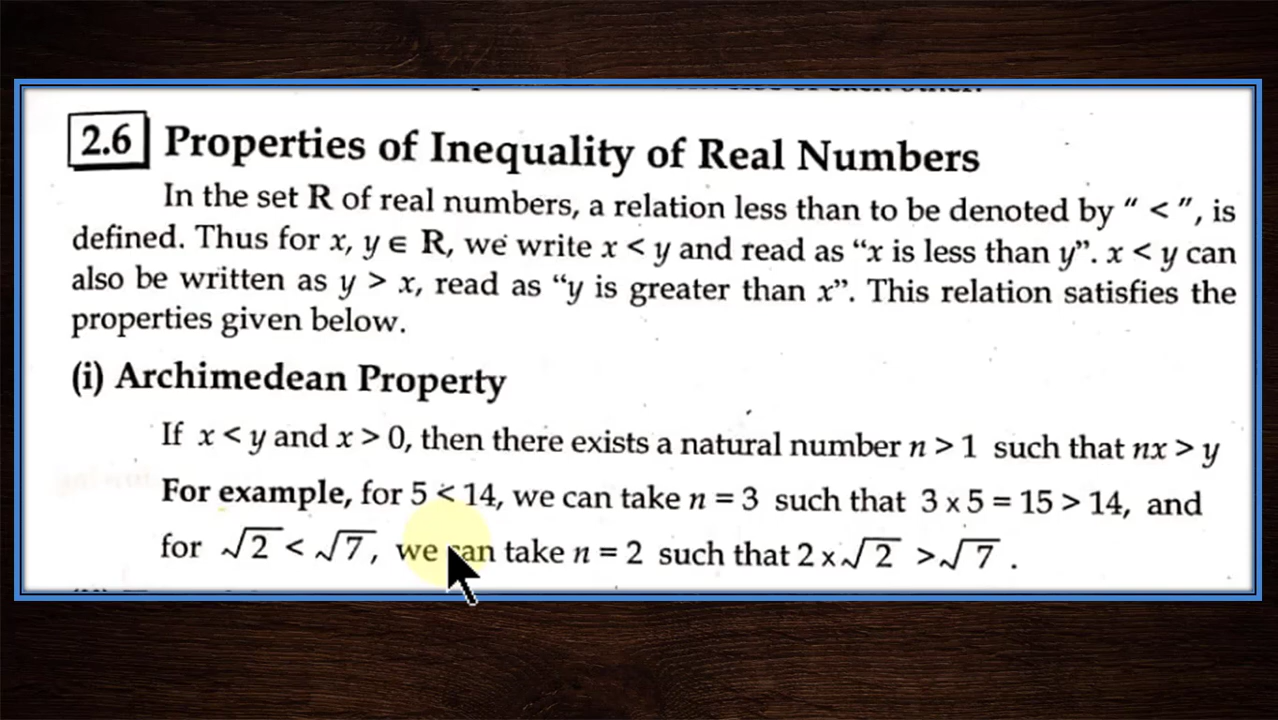 2.6 Properties of Inequality of Real Numbers
In the set R of real numbers, a relation less than to be denoted by “ < ”, is
defined. Thus for x, y ∈ R, we write x < y and read as “x is less than y”. x < y can
also be written as y > x, read as “y is greater than x”. This relation satisfies the
properties given below.
(i) Archimedean Property
If x < y and x > 0, then there exists a natural number n > 1 such that nx > y
For example, for 5 < 14, we can take n = 3 such that 3 x 5 = 15 > 14, and
for √2 < √7, we can take n = 2 such that 2 x √2 > √7 .